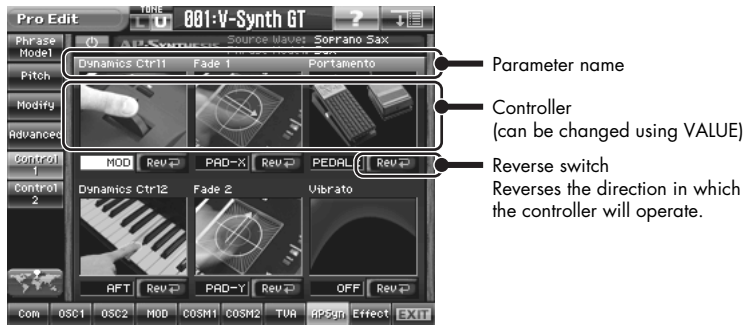 Pro Edit
TONE
L U
001:V-Synth GT
?
Phrase
Model
AP-Synthesis
Source Wave: Soprano Sax
Dynamics Ctrl1
Fade 1
Portamento
Parameter name
Pitch
Modify
Advanced
Control
1
Control
2
Controller
(can be changed using VALUE)
MOD
Rev
PAD-X
Rev
PEDAL
Rev
Reverse switch
Reverses the direction in which
the controller will operate.
Dynamics Ctrl2
Fade 2
Vibrato
AFT
Rev
PAD-Y
Rev
OFF
Rev
Com
OSC1
OSC2
MOD
COSM1
COSM2
TVA
APSyn
Effect
EXIT